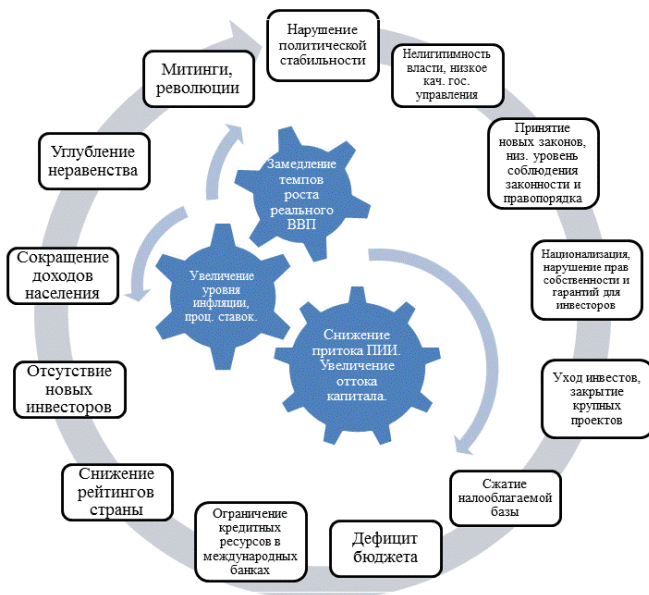 Нарушение
политической
стабильности
Нелигитимность
власти, низкое
кач. гос.
управления
Принятие
новых законов,
низ. уровень
соблюдения
законности и
правопорядка
Национализация,
нарушение прав
собственности и
гарантий для
инвесторов
Уход инвестов,
закрытие
крупных
проектов
Сжатие
налооблагаемой
базы
Дефицит
бюджета
Ограничение
кредитных
ресурсов в
международных
банках
Снижение
рейтингов
страны
Отсутствие
новых
инвесторов
Сокращение
доходов
населения
Углубление
неравенства
Митинги,
революции
Замедление
темпов
роста
реального
ВВП
Увеличение
уровня
инфляции,
проц. ставок.
Снижение
притока ПИИ.
Увеличение
оттока
капитала.